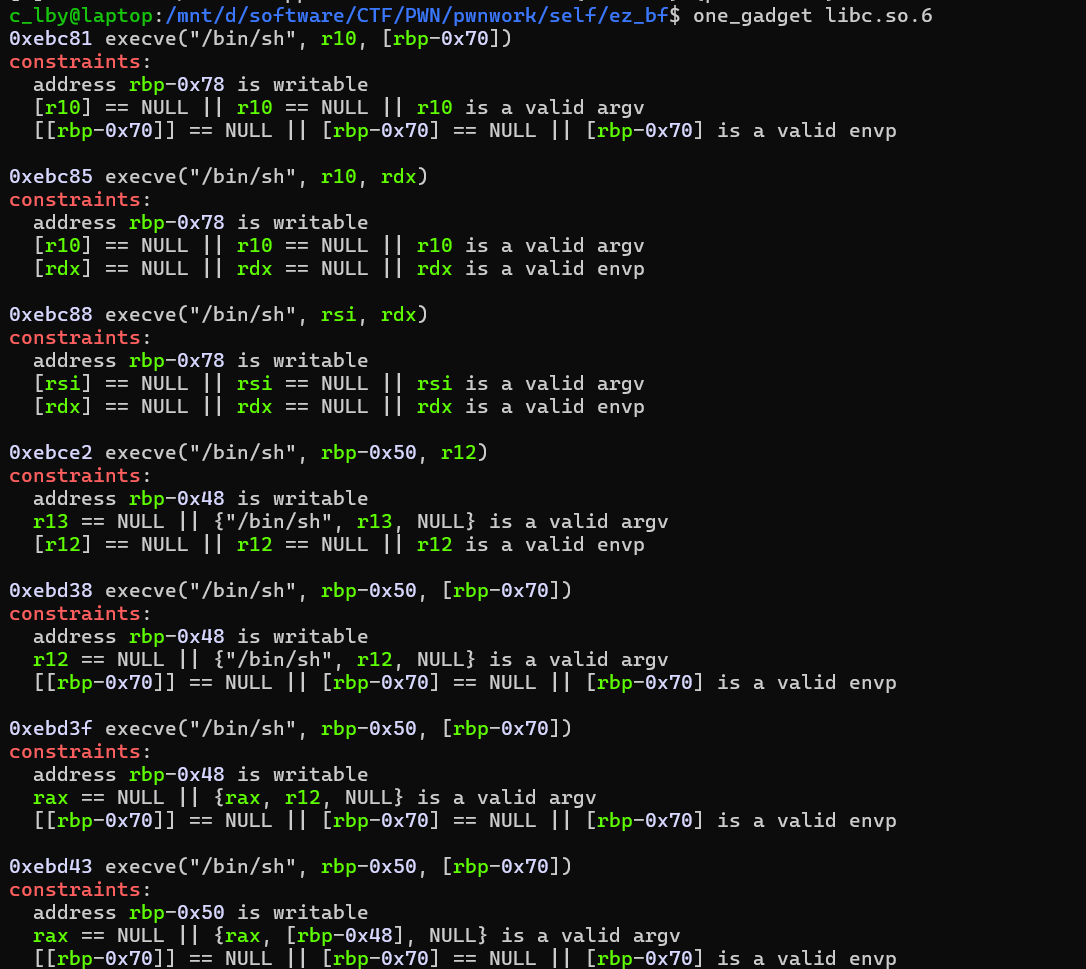 c_lby@laptop:/mnt/d/software/CTF/PWN/pwnwork/self/ez_bf$ one_gadget libc.so.6
0xebc81 execve("/bin/sh", r10, [rbp-0x70])
constraints:
  address rbp-0x78 is writable
  [r10] == NULL || r10 == NULL || r10 is a valid argv
  [[rbp-0x70]] == NULL || [rbp-0x70] == NULL || [rbp-0x70] is a valid envp

0xebc85 execve("/bin/sh", r10, rdx)
constraints:
  address rbp-0x78 is writable
  [r10] == NULL || r10 == NULL || r10 is a valid argv
  [rdx] == NULL || rdx == NULL || rdx is a valid envp

0xebc88 execve("/bin/sh", rsi, rdx)
constraints:
  address rbp-0x78 is writable
  [rsi] == NULL || rsi == NULL || rsi is a valid argv
  [rdx] == NULL || rdx == NULL || rdx is a valid envp

0xebce2 execve("/bin/sh", rbp-0x50, r12)
constraints:
  address rbp-0x48 is writable
  r13 == NULL || {"/bin/sh", r13, NULL} is a valid argv
  [r12] == NULL || r12 == NULL || r12 is a valid envp

0xebd38 execve("/bin/sh", rbp-0x50, [rbp-0x70])
constraints:
  address rbp-0x48 is writable
  r12 == NULL || {"/bin/sh", r12, NULL} is a valid argv
  [[rbp-0x70]] == NULL || [rbp-0x70] == NULL || [rbp-0x70] is a valid envp

0xebd3f execve("/bin/sh", rbp-0x50, [rbp-0x70])
constraints:
  address rbp-0x48 is writable
  rax == NULL || {rax, r12, NULL} is a valid argv
  [[rbp-0x70]] == NULL || [rbp-0x70] == NULL || [rbp-0x70] is a valid envp

0xebd43 execve("/bin/sh", rbp-0x50, [rbp-0x70])
constraints:
  address rbp-0x50 is writable
  rax == NULL || {rax, [rbp-0x48], NULL} is a valid argv
  [[rbp-0x70]] == NULL || [rbp-0x70] == NULL || [rbp-0x70] is a valid envp